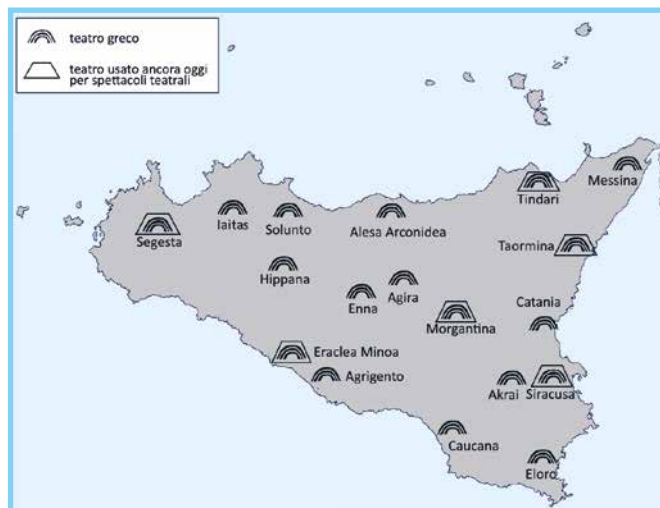 teatro greco
teatro usato ancora oggi
per spettacoli teatrali
Messina
Tindari
Iaitas
Solunto
Alesa Arconidea
Segesta
Taormina
Hippana
Agira
Enna
Catania
Morgantina
Eraclea Minoa
Agrigento
Akrai
Siracusa
Caucana
Eloro